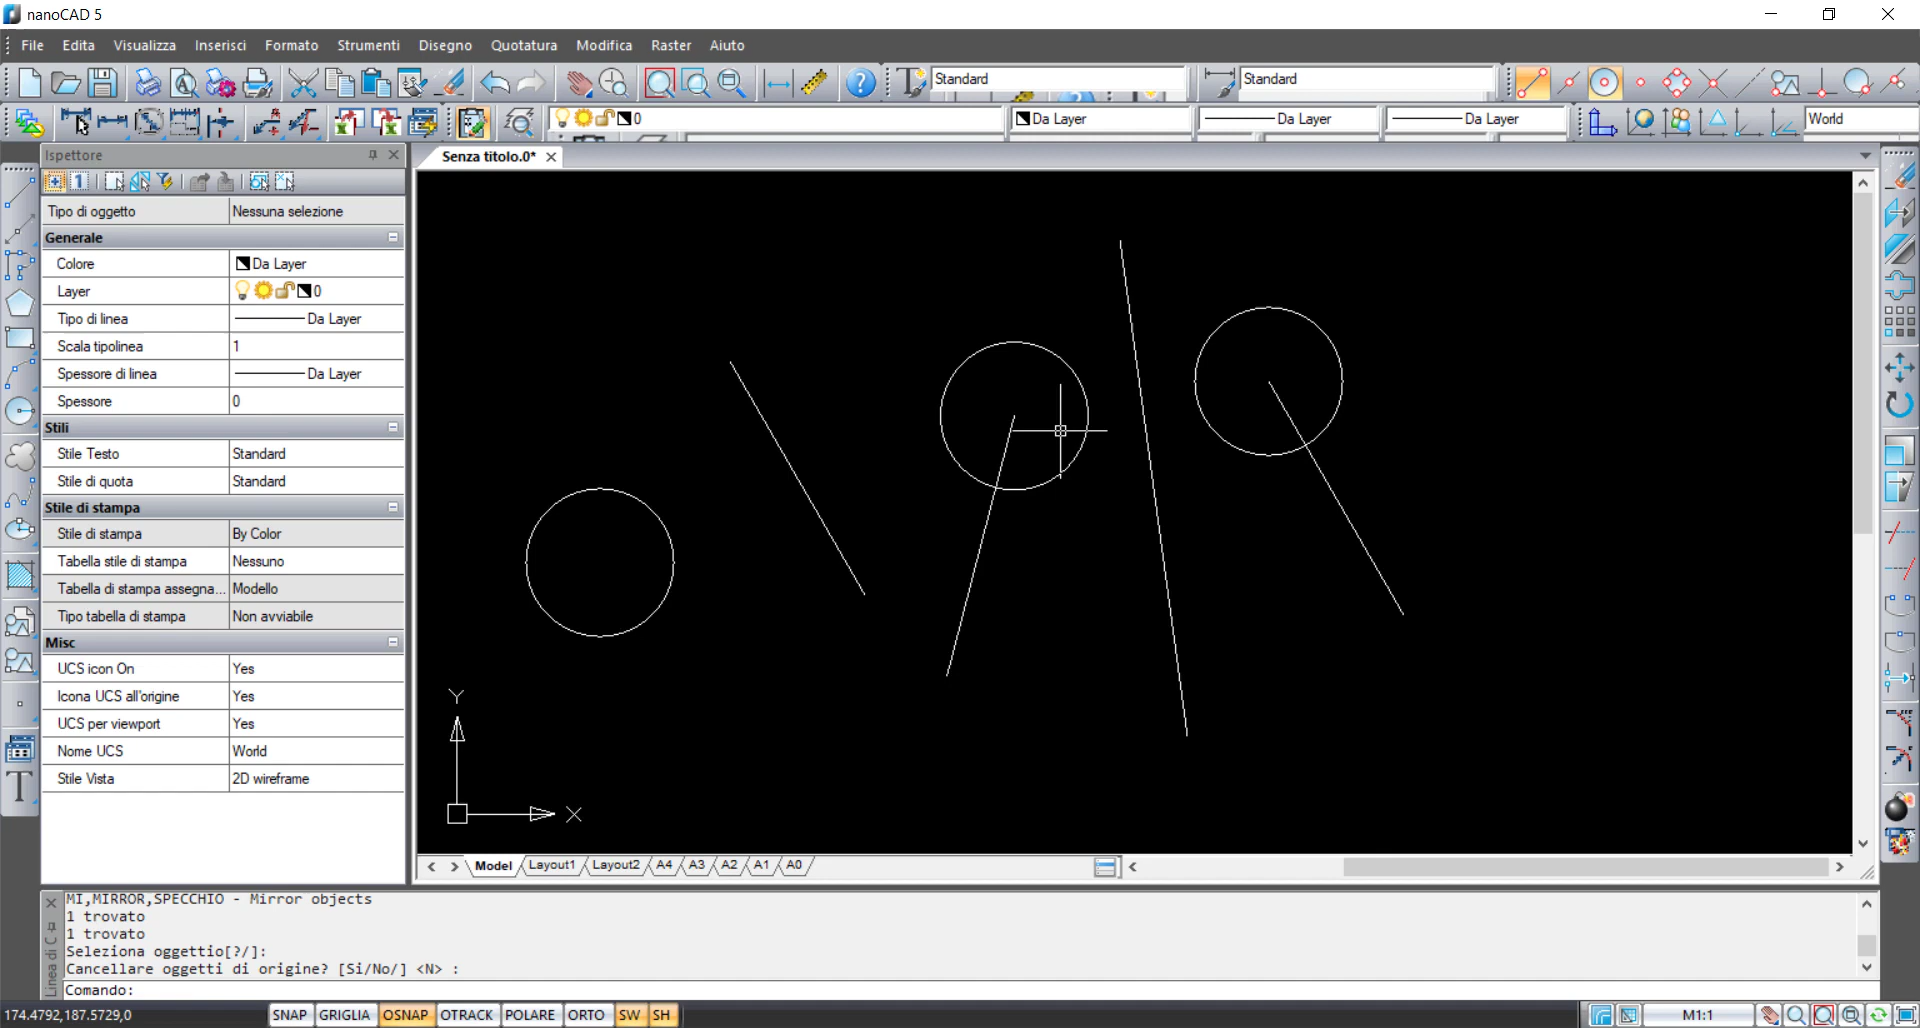 nanoCAD 5
File Edita Visualizza Inserisci Formato Strumenti Disegno Quotatura Modifica Raster Aiuto
Standard Standard
0 Da Layer Da Layer Da Layer World
Ispettore
Senza titolo.0*
1
Tipo di oggetto Nessuna selezione
Generale
Colore Da Layer
Layer 0
Tipo di linea Da Layer
Scala tipolinea 1
Spessore di linea Da Layer
Spessore 0
Stili
Stile Testo Standard
Stile di quota Standard
Stile di stampa
Stile di stampa By Color
Tabella stile di stampa Nessuno
Tabella di stampa assegna... Modello
Tipo tabella di stampa Non avviabile
Misc
UCS icon On Yes
Icona UCS all'origine Yes
UCS per viewport Yes
Nome UCS World
Stile Vista 2D wireframe
Y
X
Model Layout1 Layout2 A4 A3 A2 A1 A0
Linea di C
MI,MIRROR,SPECCHIO - Mirror objects
1 trovato
1 trovato
Seleziona oggettio[?/]:
Cancellare oggetti di origine? [Si/No/] <N> :
Comando:
174.4792,187.5729,0 SNAP GRIGLIA OSNAP OTRACK POLARE ORTO SW SH M1:1